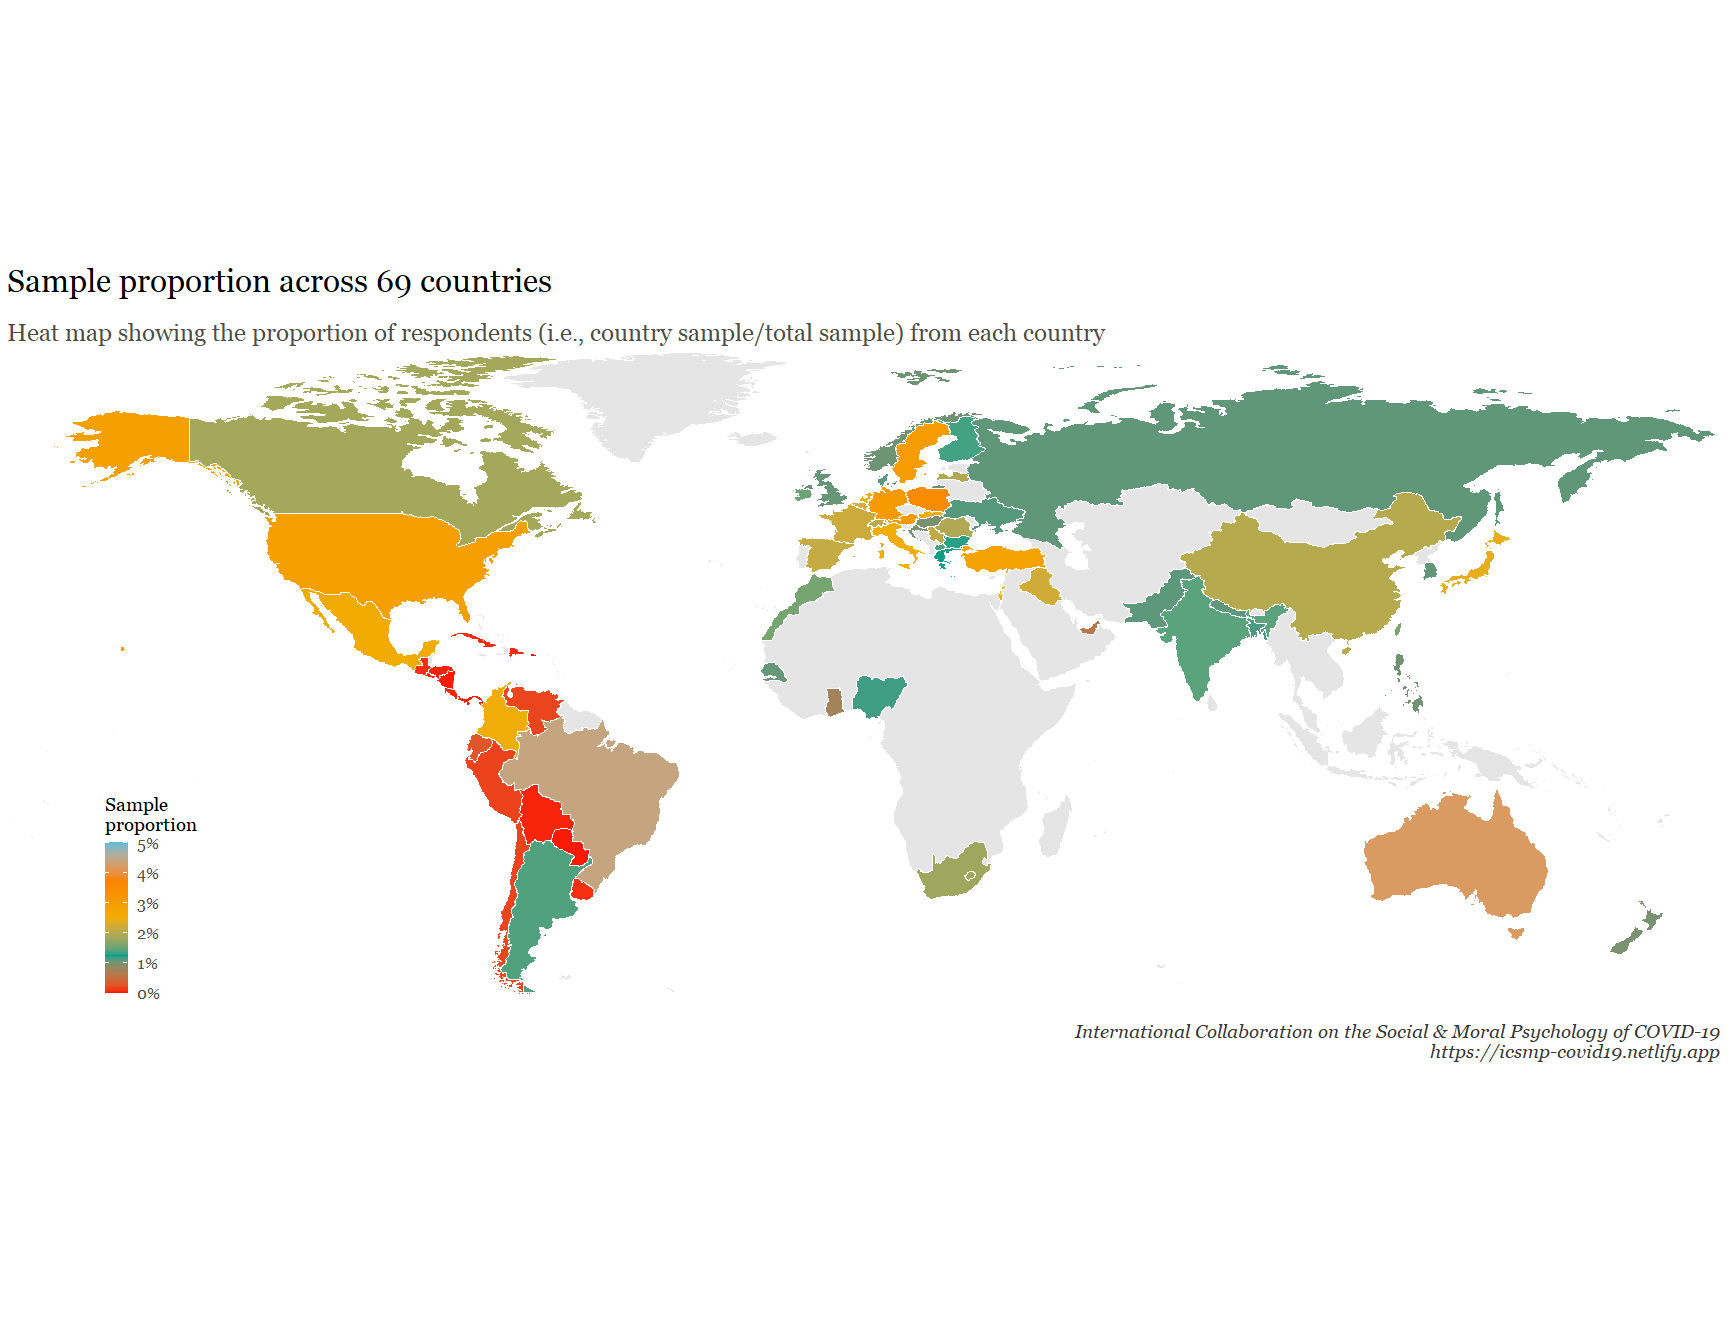 Sample proportion across 69 countries
Heat map showing the proportion of respondents (i.e., country sample/total sample) from each country
Sample
proportion
5%
4%
3%
2%
1%
0%
International Collaboration on the Social & Moral Psychology of COVID-19
https://icsmp-covid19.netlify.app